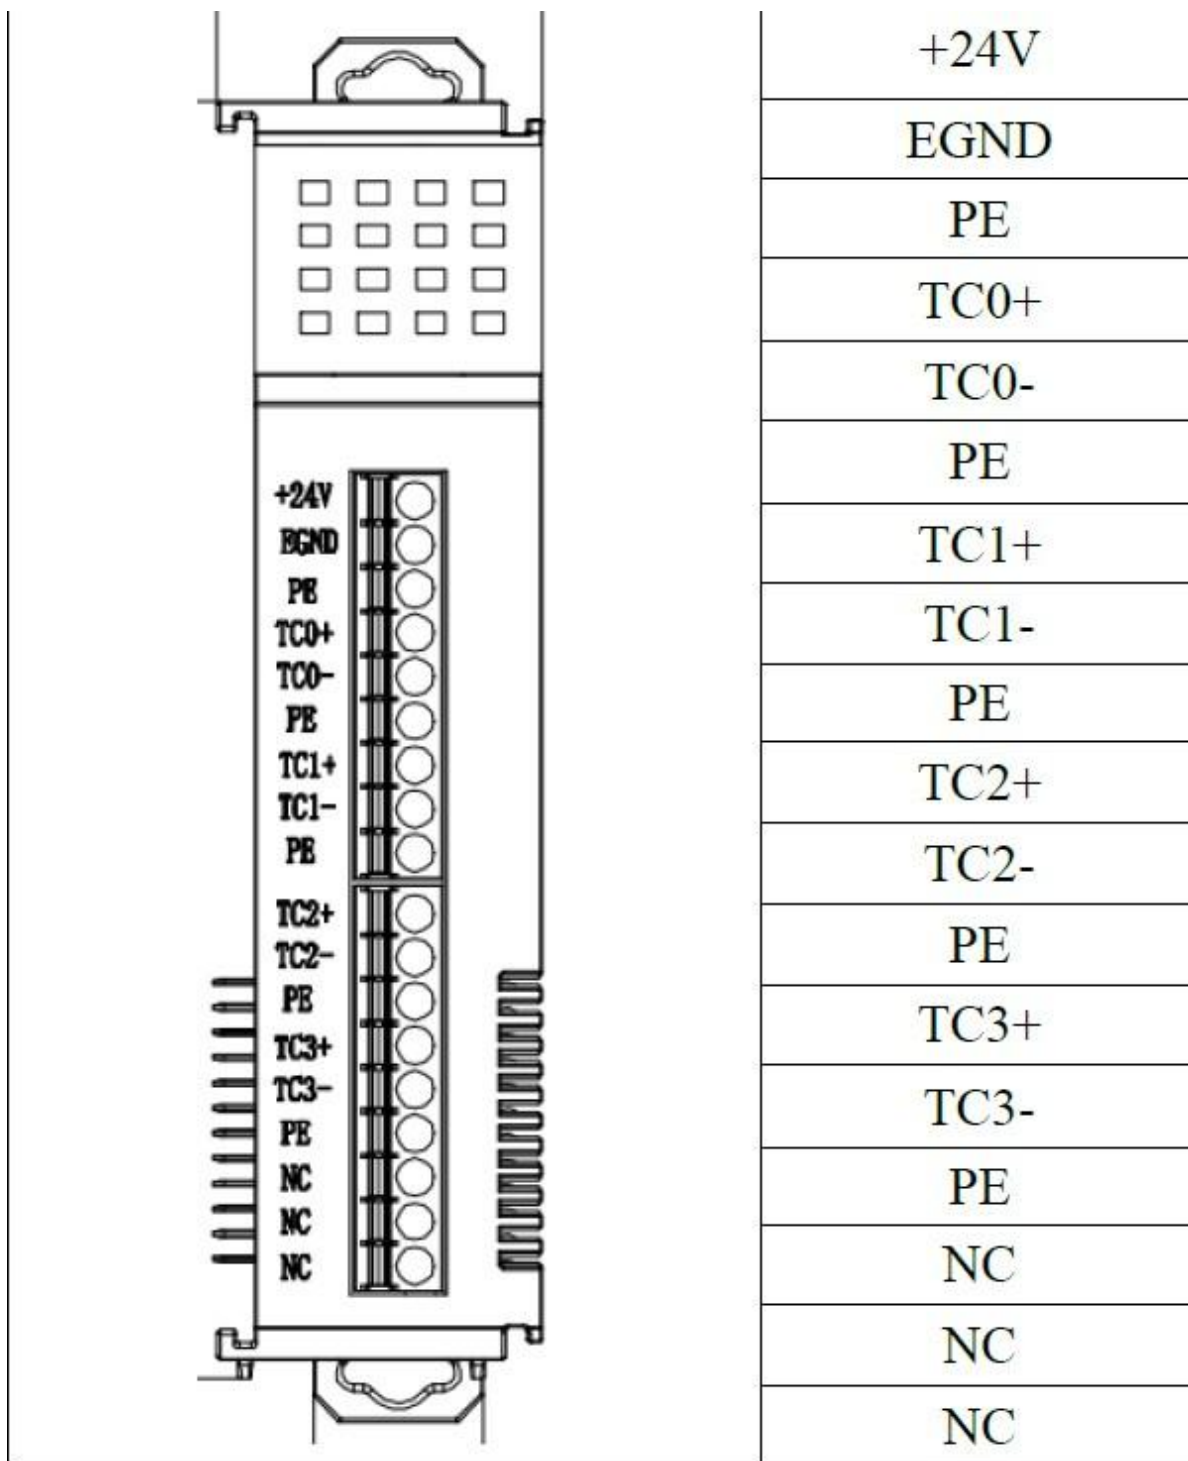 +24V
EGND
PE
TC0+
TC0-
PE
TC1+
TC1-
PE
TC2+
TC2-
PE
TC3+
TC3-
PE
NC
NC
NC
+24V
EGND
PE
TC0+
TC0-
PE
TC1+
TC1-
PE
TC2+
TC2-
PE
TC3+
TC3-
PE
NC
NC
NC